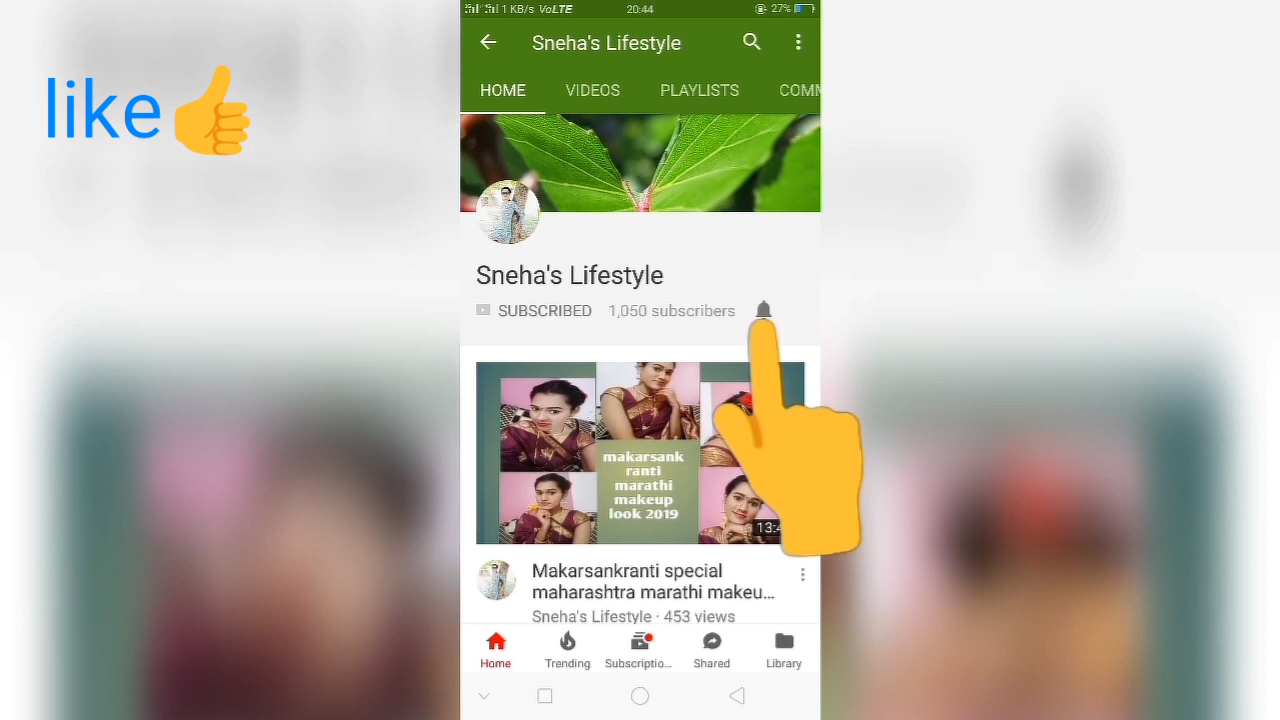 1 KB/s VoLTE 20:44 27%
like
Sneha's Lifestyle
HOME VIDEOS PLAYLISTS COMM
Sneha's Lifestyle
SUBSCRIBED 1,050 subscribers
makarsank
ranti
marathi
makeup
look 2019
13:4
Makarsankranti special
maharashtra marathi makeu...
Sneha's Lifestyle · 453 views
Home Trending Subscriptio... Shared Library